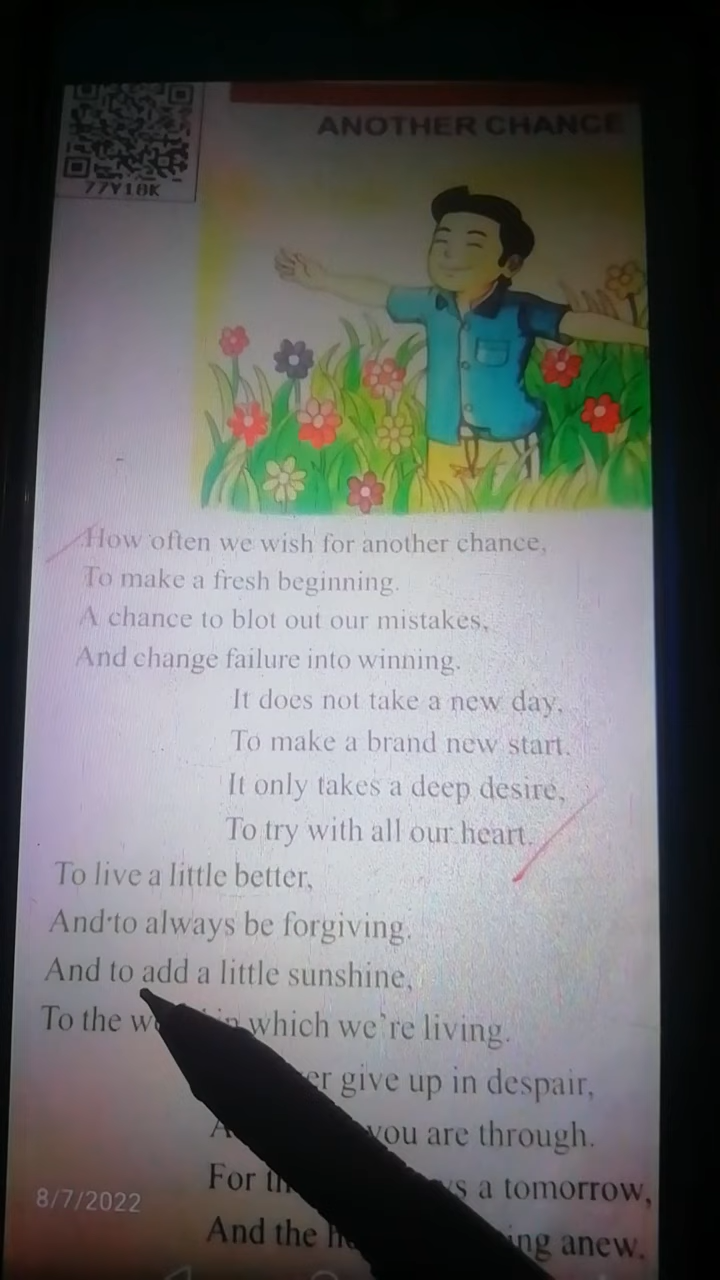 77Y18K
ANOTHER CHANCE
How often we wish for another chance,
To make a fresh beginning.
A chance to blot out our mistakes,
And change failure into winning.
It does not take a new day,
To make a brand new start.
It only takes a deep desire,
To try with all our heart.
To live a little better,
And to always be forgiving.
And to add a little sunshine,
To the in which we're living.
give up in despair,
you are through.
For a tomorrow,
And the anew.
8/7/2022